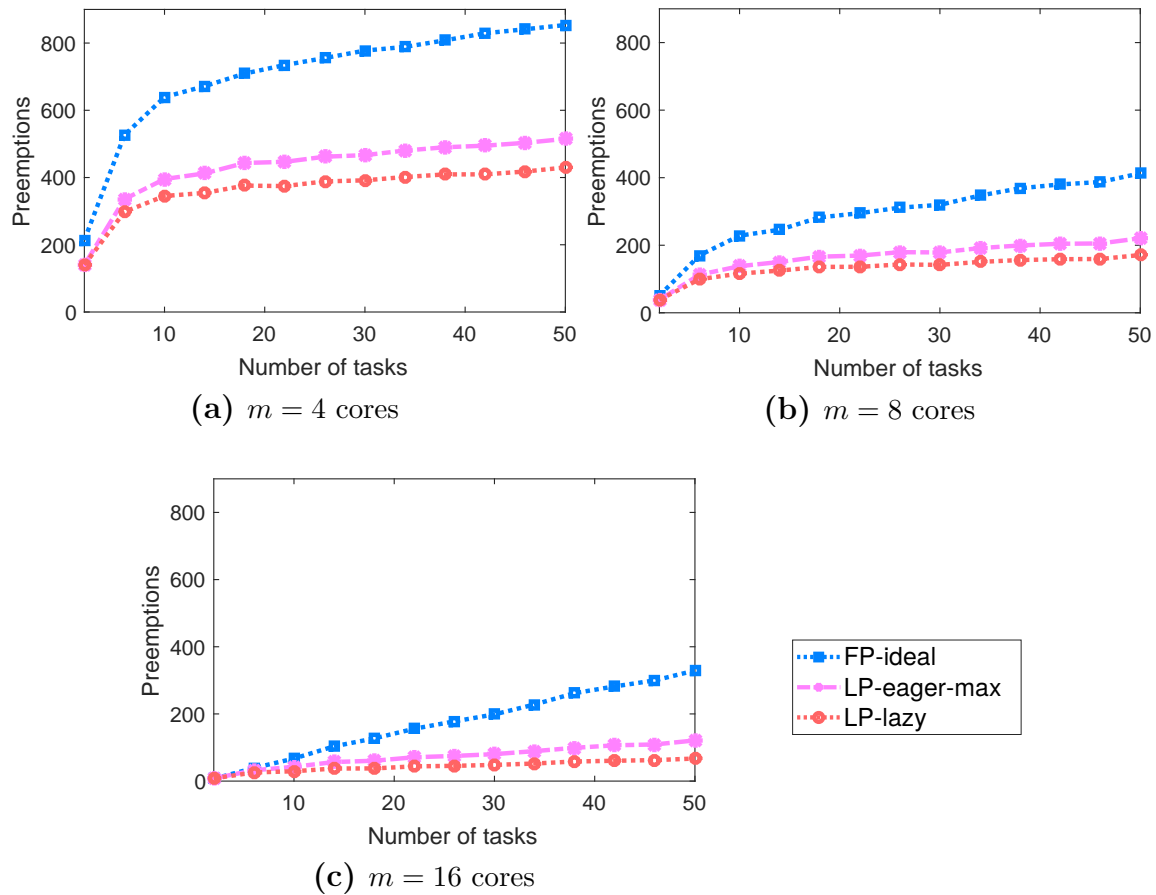 800
600
400
200
0
Preemptions
10 20 30 40 50
Number of tasks
(a) m = 4 cores
800
600
400
200
0
Preemptions
10 20 30 40 50
Number of tasks
(b) m = 8 cores
800
600
400
200
0
Preemptions
10 20 30 40 50
Number of tasks
(c) m = 16 cores
FP-ideal
LP-eager-max
LP-lazy